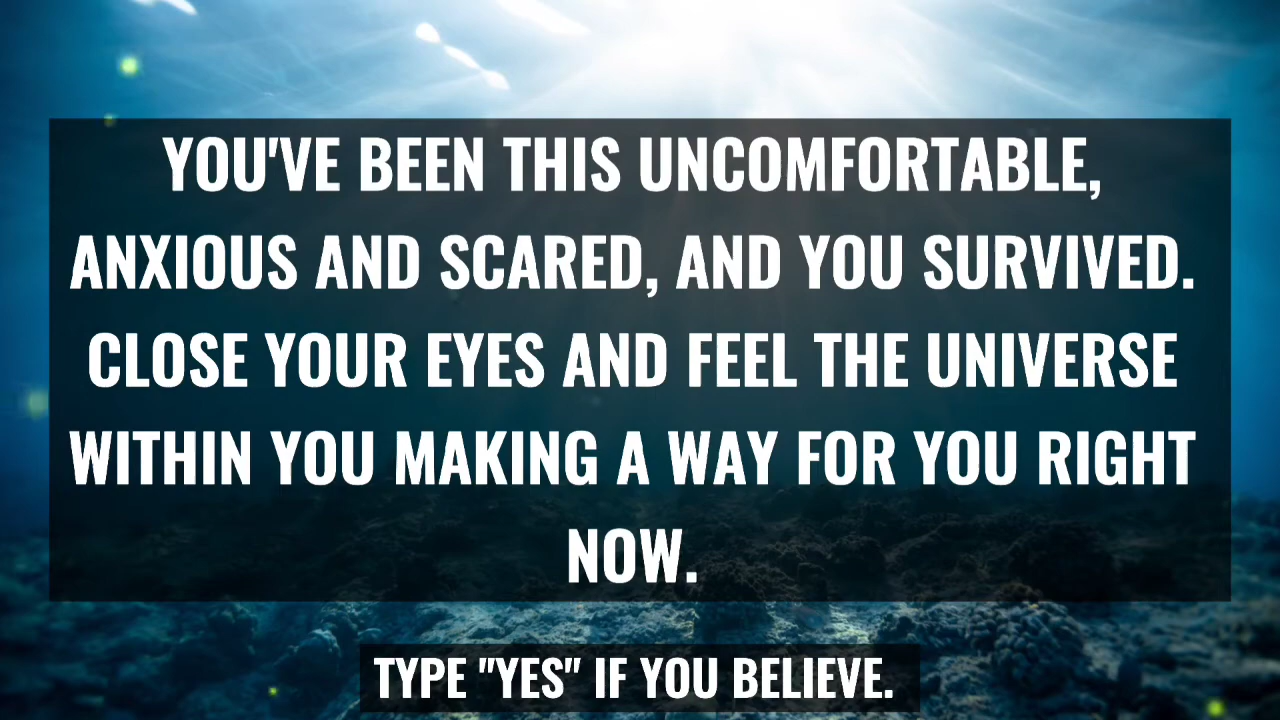 YOU'VE BEEN THIS UNCOMFORTABLE,
ANXIOUS AND SCARED, AND YOU SURVIVED.
CLOSE YOUR EYES AND FEEL THE UNIVERSE
WITHIN YOU MAKING A WAY FOR YOU RIGHT
NOW.
TYPE "YES" IF YOU BELIEVE.